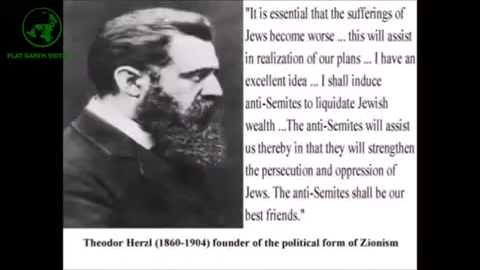 FLAT EARTH VICTORY
"It is essential that the sufferings of
Jews become worse ... this will assist
in realization of our plans ... I have an
excellent idea ... I shall induce
anti-Semites to liquidate Jewish
wealth ...The anti-Semites will assist
us thereby in that they will strengthen
the persecution and oppression of
Jews. The anti-Semites shall be our
best friends."
Theodor Herzl (1860-1904) founder of the political form of Zionism